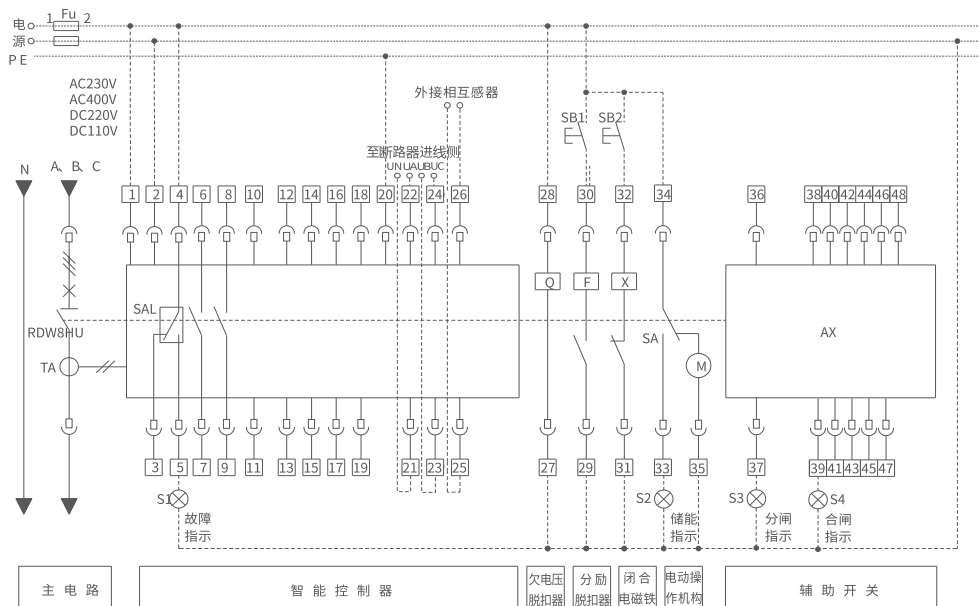 电 1 Fu 2
源
PE
AC230V
AC400V
DC220V
DC110V
外接相互感器
SB1 SB2
至断路器进线侧
UN UA UB UC
N A、B、C
1 2 4 6 8 10 12 14 16 18 20 22 24 26 28 30 32 34 36 38 40 42 44 46 48
Q F X
SAL
RDW8HU
SA
AX
TA
M
3 5 7 9 11 13 15 17 19 21 23 25 27 29 31 33 35 37 39 41 43 45 47
S1 S2 S3 S4
故障 储能 分闸 合闸
指示 指示 指示 指示
主电路
智能控制器
欠电压
脱扣器
分励
脱扣器
闭合
电磁铁
电动操
作机构
辅助开关